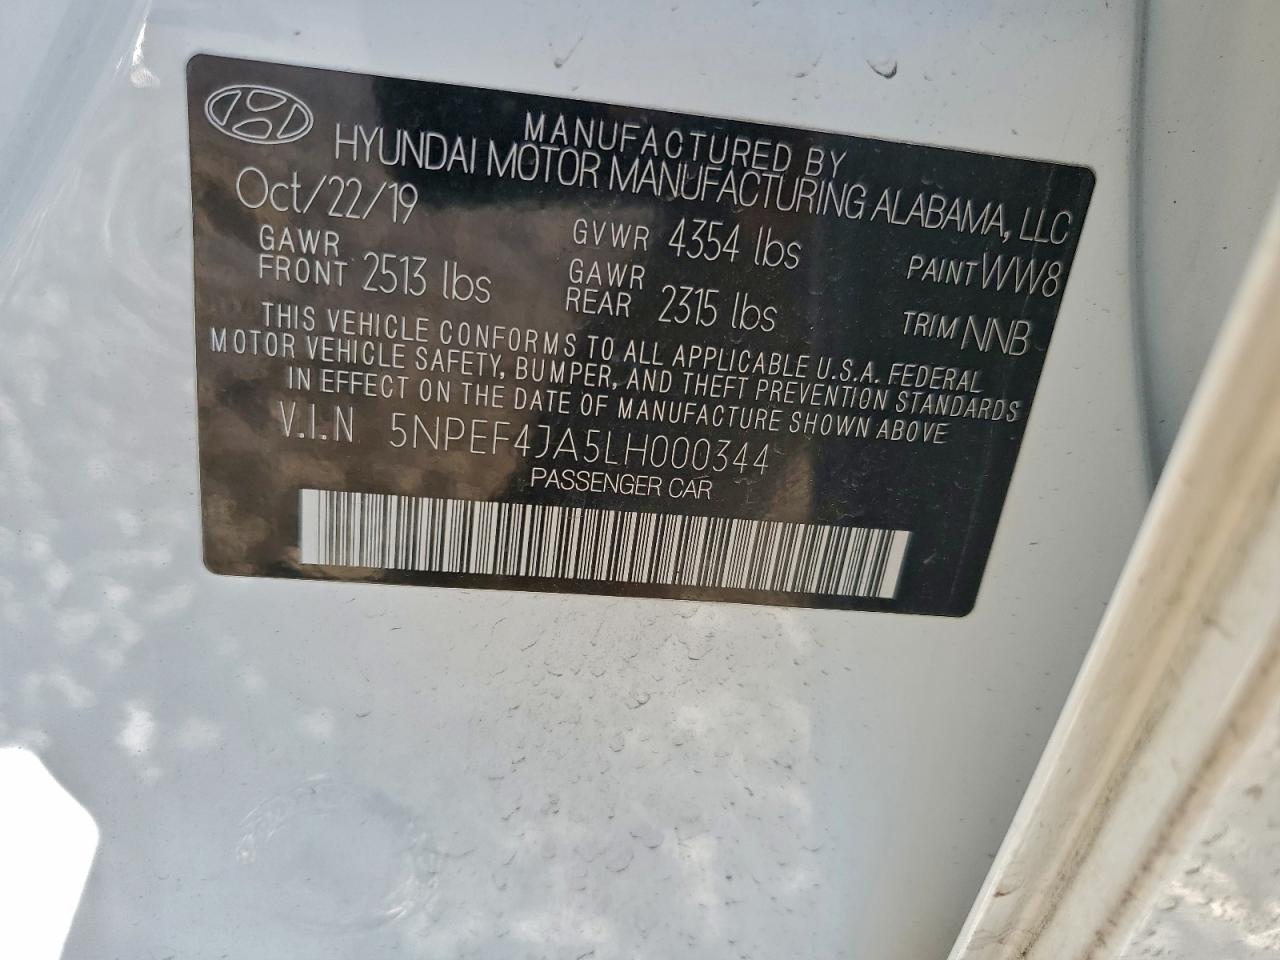 MANUFACTURED BY
HYUNDAI MOTOR MANUFACTURING ALABAMA, LLC
Oct/22/19 GVWR 4354 lbs PAINT WW8
GAWR FRONT 2513 lbs GAWR REAR 2315 lbs TRIM NNB
THIS VEHICLE CONFORMS TO ALL APPLICABLE U.S.A. FEDERAL
MOTOR VEHICLE SAFETY, BUMPER, AND THEFT PREVENTION STANDARDS
IN EFFECT ON THE DATE OF MANUFACTURE SHOWN ABOVE
V.I.N 5NPEF4JA5LH000344
PASSENGER CAR